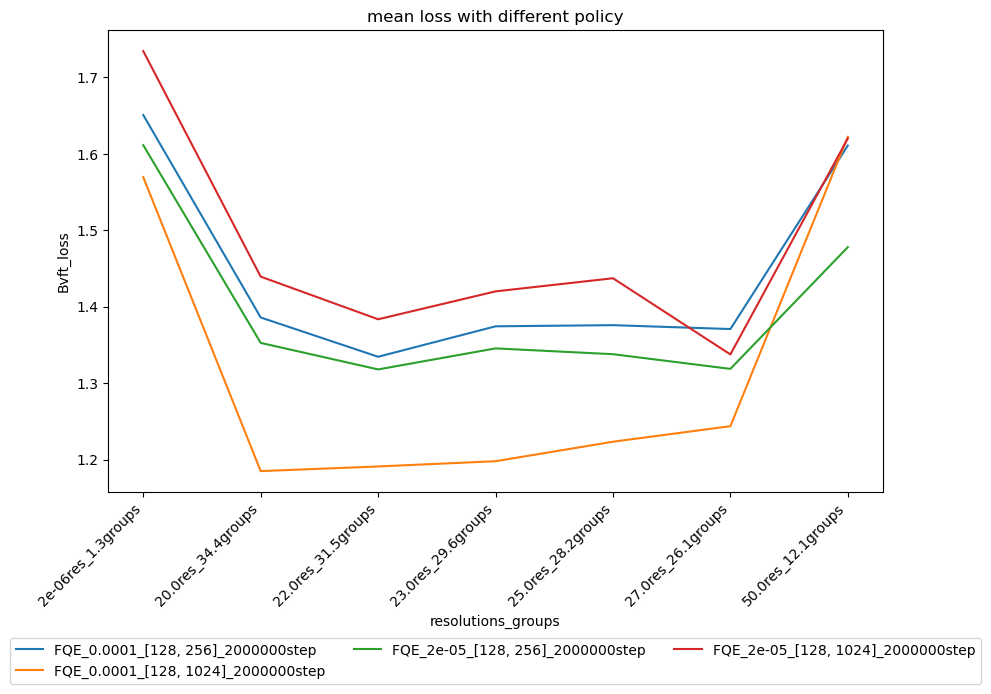 mean loss with different policy
Bvft_loss
1.7
1.6
1.5
1.4
1.3
1.2
2e-06res_1.3groups
20.0res_34.4groups
22.0res_31.5groups
23.0res_29.6groups
25.0res_28.2groups
27.0res_26.1groups
50.0res_12.1groups
resolutions_groups
FQE_0.0001_[128, 256]_2000000step
FQE_0.0001_[128, 1024]_2000000step
FQE_2e-05_[128, 256]_2000000step
FQE_2e-05_[128, 1024]_2000000step